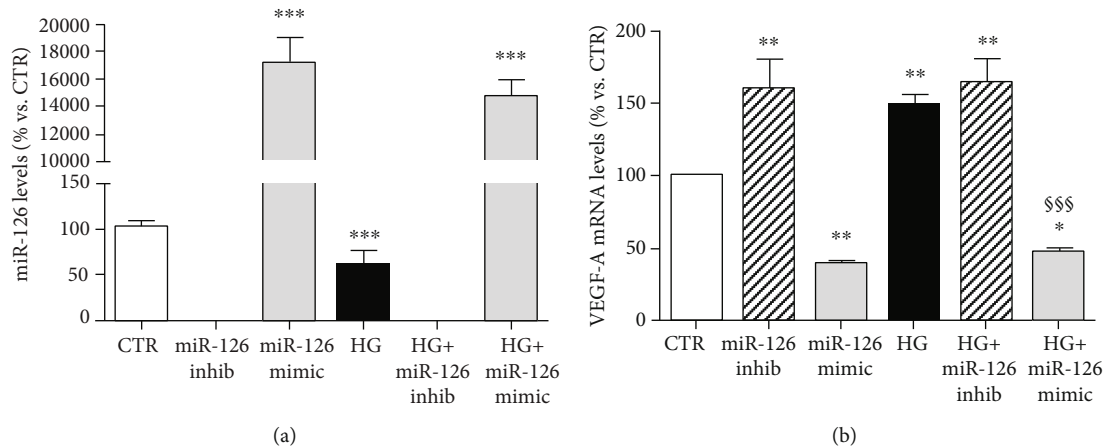 miR-126 levels (% vs. CTR)
20000
18000
16000
14000
12000
10000
150
100
50
0
***
***
***
CTR
miR-126
inhib
miR-126
mimic
HG
HG+
miR-126
inhib
HG+
miR-126
mimic
(a)
VEGF-A mRNA levels (% vs. CTR)
200
150
100
50
0
**
**
**
**
§§§
*
CTR
miR-126
inhib
miR-126
mimic
HG
HG+
miR-126
inhib
HG+
miR-126
mimic
(b)